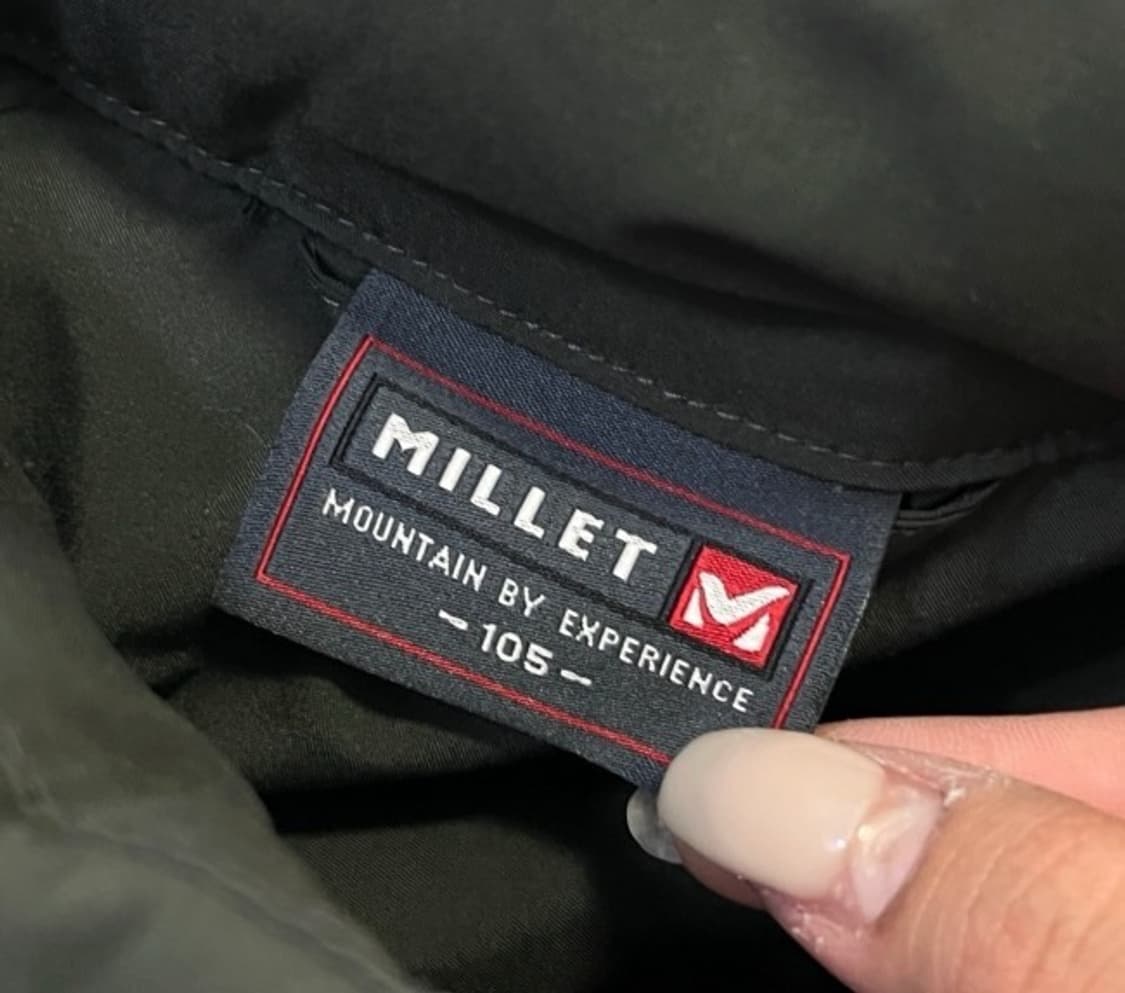 MILLET
MOUNTAIN BY EXPERIENCE
-105-